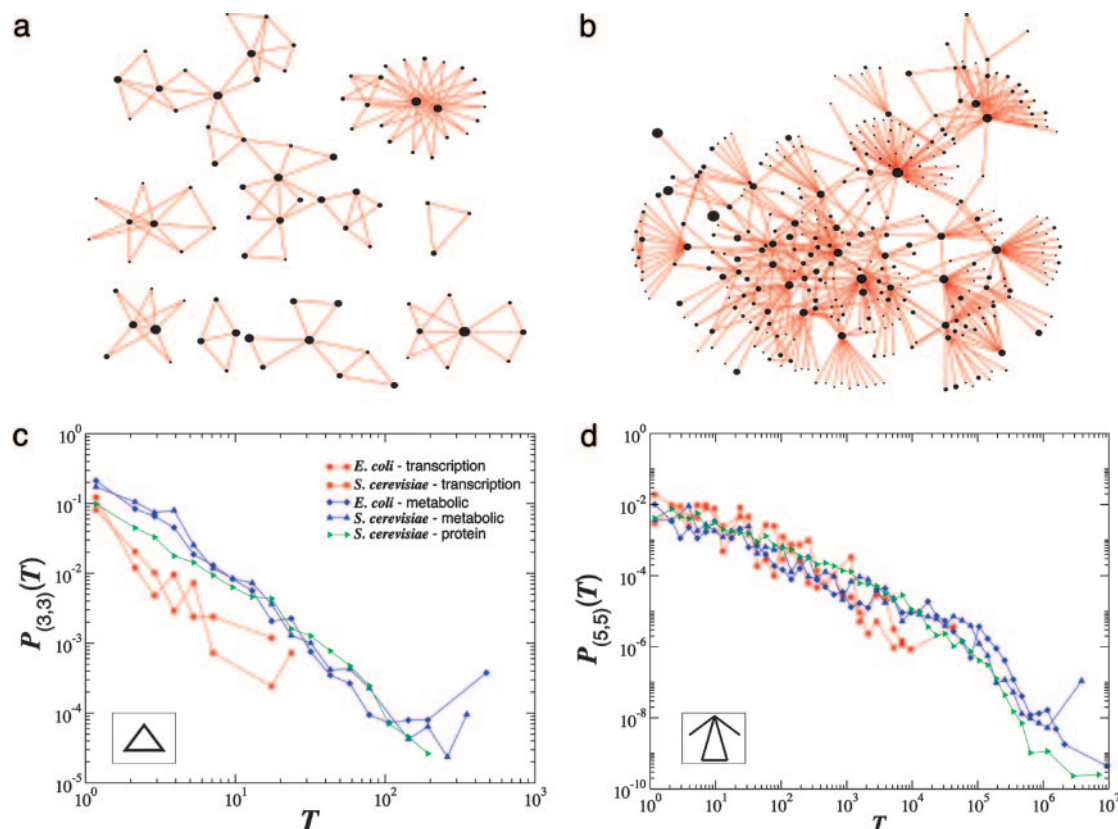 a
b
c
P(3,3)(T)
10^0
10^-1
10^-2
10^-3
10^-4
10^-5
E. coli - transcription
S. cerevisiae - transcription
E. coli - metabolic
S. cerevisiae - metabolic
S. cerevisiae - protein
10^0 10^1 10^2 10^3
T
d
P(5,5)(T)
10^0
10^-2
10^-4
10^-6
10^-8
10^-10
10^0 10^1 10^2 10^3 10^4 10^5 10^6 10^7
T